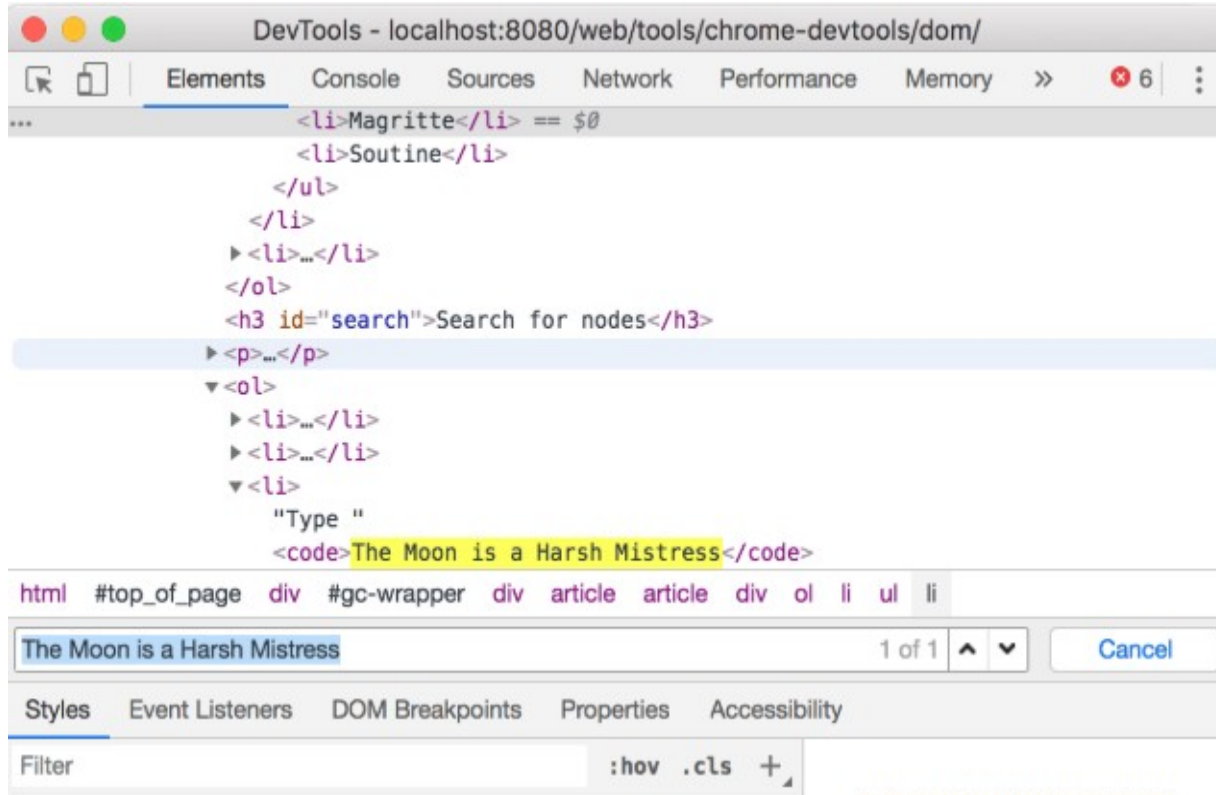 DevTools - localhost:8080/web/tools/chrome-devtools/dom/
Elements Console Sources Network Performance Memory » 6
… <li>Magritte</li> == $0
<li>Soutine</li>
</ul>
</li>
▶<li>…</li>
</ol>
<h3 id="search">Search for nodes</h3>
▶<p>…</p>
▼<ol>
▶<li>…</li>
▶<li>…</li>
▼<li>
"Type "
<code>The Moon is a Harsh Mistress</code>
html #top_of_page div #gc-wrapper div article article div ol li ul li
The Moon is a Harsh Mistress 1 of 1 Cancel
Styles Event Listeners DOM Breakpoints Properties Accessibility
Filter :hov .cls +